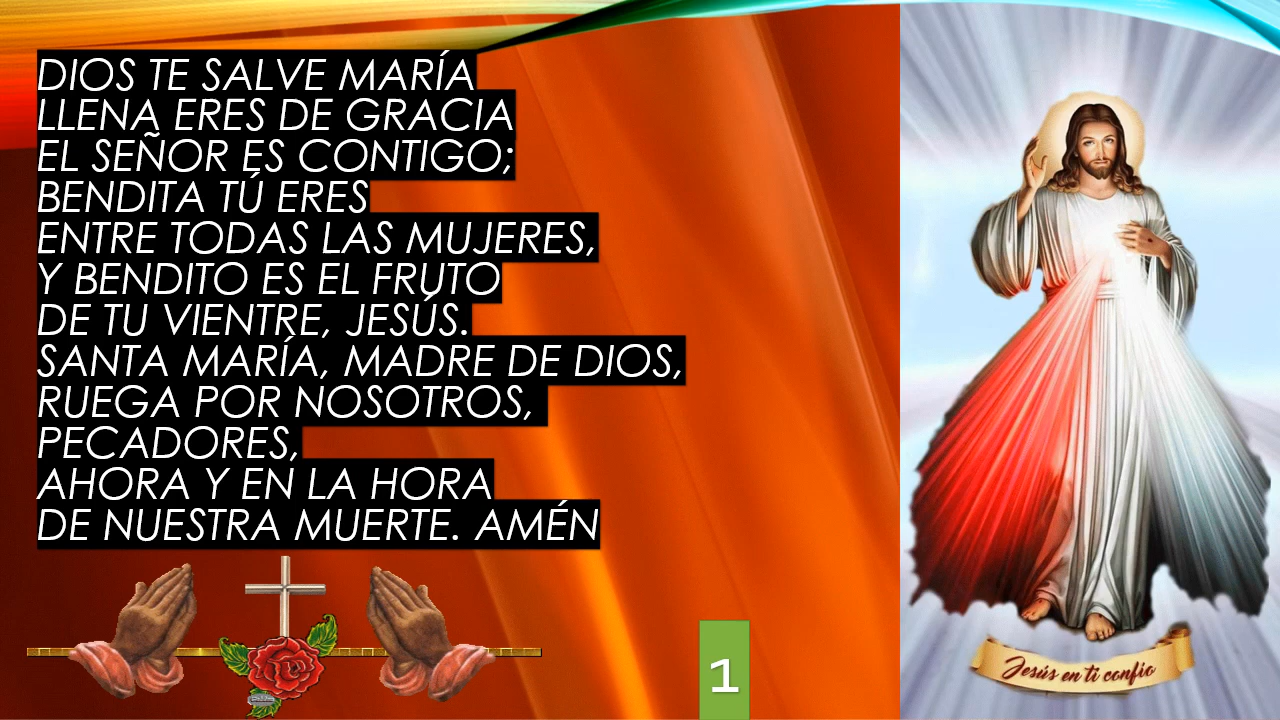 DIOS TE SALVE MARÍA
LLENA ERES DE GRACIA
EL SEÑOR ES CONTIGO;
BENDITA TÚ ERES
ENTRE TODAS LAS MUJERES,
Y BENDITO ES EL FRUTO
DE TU VIENTRE, JESÚS.
SANTA MARÍA, MADRE DE DIOS,
RUEGA POR NOSOTROS,
PECADORES,
AHORA Y EN LA HORA
DE NUESTRA MUERTE. AMÉN
1
Jesús en ti confío